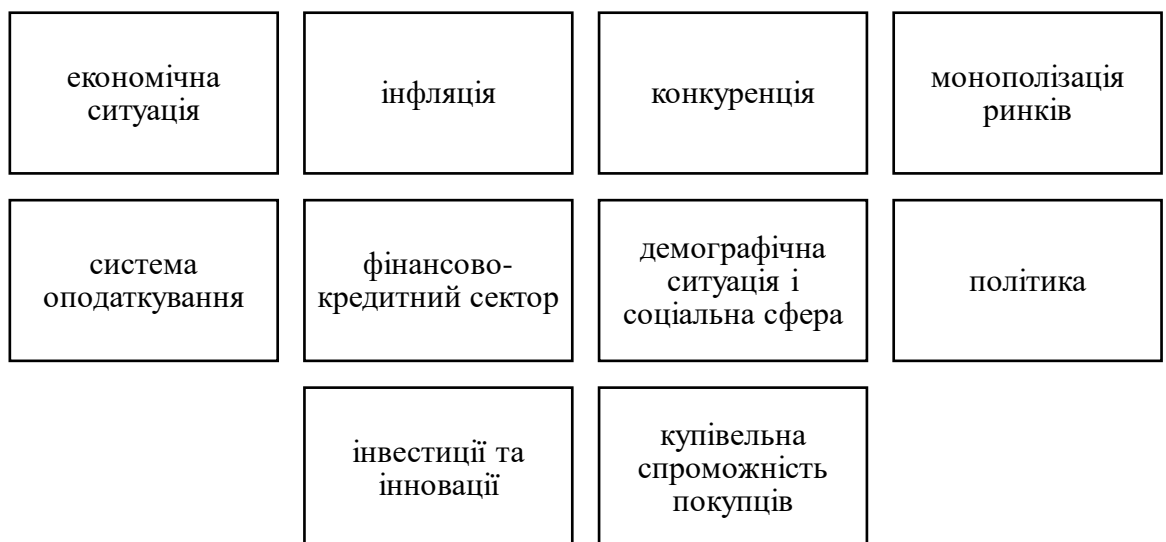 економічна
ситуація
інфляція
конкуренція
монополізація
ринків
система
оподаткування
фінансово-
кредитний сектор
демографічна
ситуація і
соціальна сфера
політика
інвестиції та
інновації
купівельна
спроможність
покупців